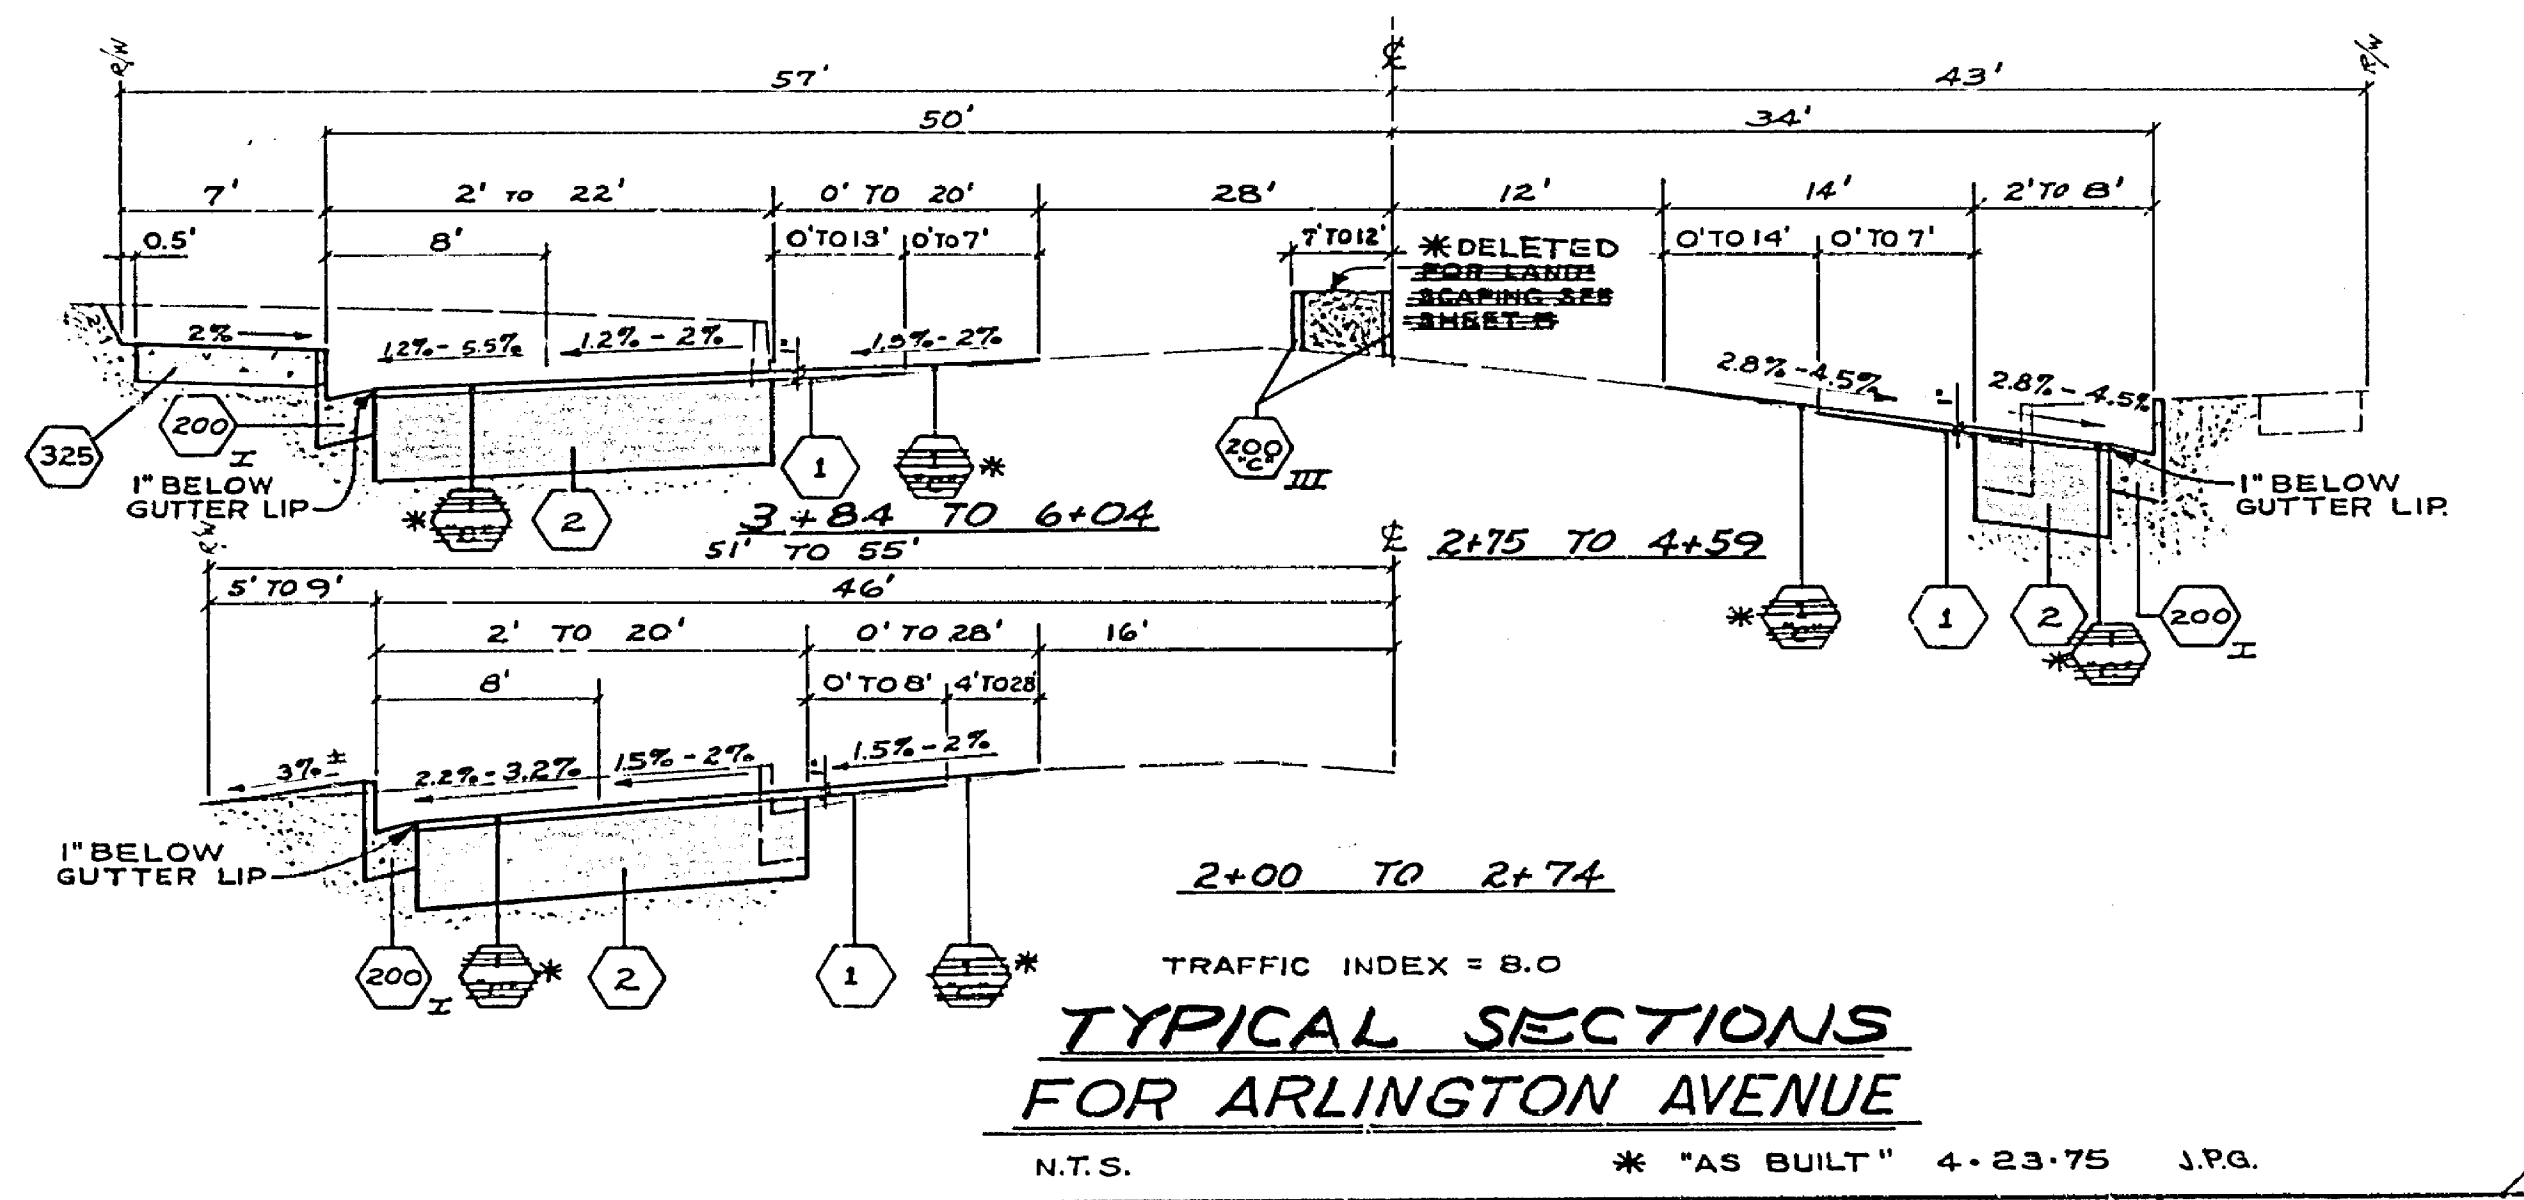 R/W ℄ R/W
57' 43'
50' 34'
7' 2' TO 22' 0' TO 20' 28' 12' 14' 2' TO 8'
0.5' 8' 0' TO 13' 0' TO 7' 7' TO 12' 0' TO 14' 0' TO 7'
* DELETED
FOR LAND-
SCAPING SEE
SHEET
2% 1.2% - 5.5% 1.2% - 2% 1.5% - 2% 2.8% - 4.5% 2.8% - 4.5%
1' 1'
325 200 I 1 * 200 "C" III
1" BELOW
GUTTER LIP
* 2
1" BELOW
GUTTER LIP.
3+84 TO 6+04
2+75 TO 4+59
* 1 2 * 200 I
R/W 51' TO 55' ℄
5' TO 9' 46'
2' TO 20' 0' TO 28' 16'
8' 0' TO 8' 4' TO 28'
3% ± 2.2% - 3.2% 1.5% - 2% 1' 1.5% - 2%
1" BELOW
GUTTER LIP
2+00 TO 2+74
200 I * 2 1 *
TRAFFIC INDEX = 8.0
TYPICAL SECTIONS
FOR ARLINGTON AVENUE
N.T.S.
* "AS BUILT" 4·23·75 J.P.G.